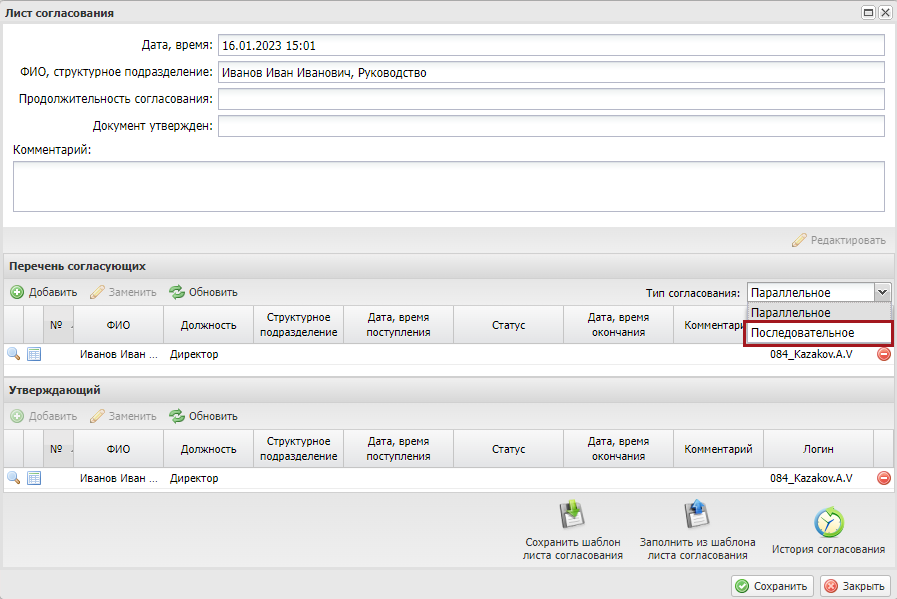 Лист согласования
Дата, время: 16.01.2023 15:01
ФИО, структурное подразделение: Иванов Иван Иванович, Руководство
Продолжительность согласования:
Документ утвержден:
Комментарий:
Редактировать
Перечень согласующих
Добавить Заменить Обновить Тип согласования: Параллельное
Параллельное
Последовательное
№ ФИО Должность Структурное подразделение Дата, время поступления Статус Дата, время окончания Комментари
Иванов Иван ... Директор 084_Kazakov.A.V
Утверждающий
Добавить Заменить Обновить
№ ФИО Должность Структурное подразделение Дата, время поступления Статус Дата, время окончания Комментарий Логин
Иванов Иван ... Директор 084_Kazakov.A.V
Сохранить шаблон листа согласования
Заполнить из шаблона листа согласования
История согласования
Сохранить Закрыть